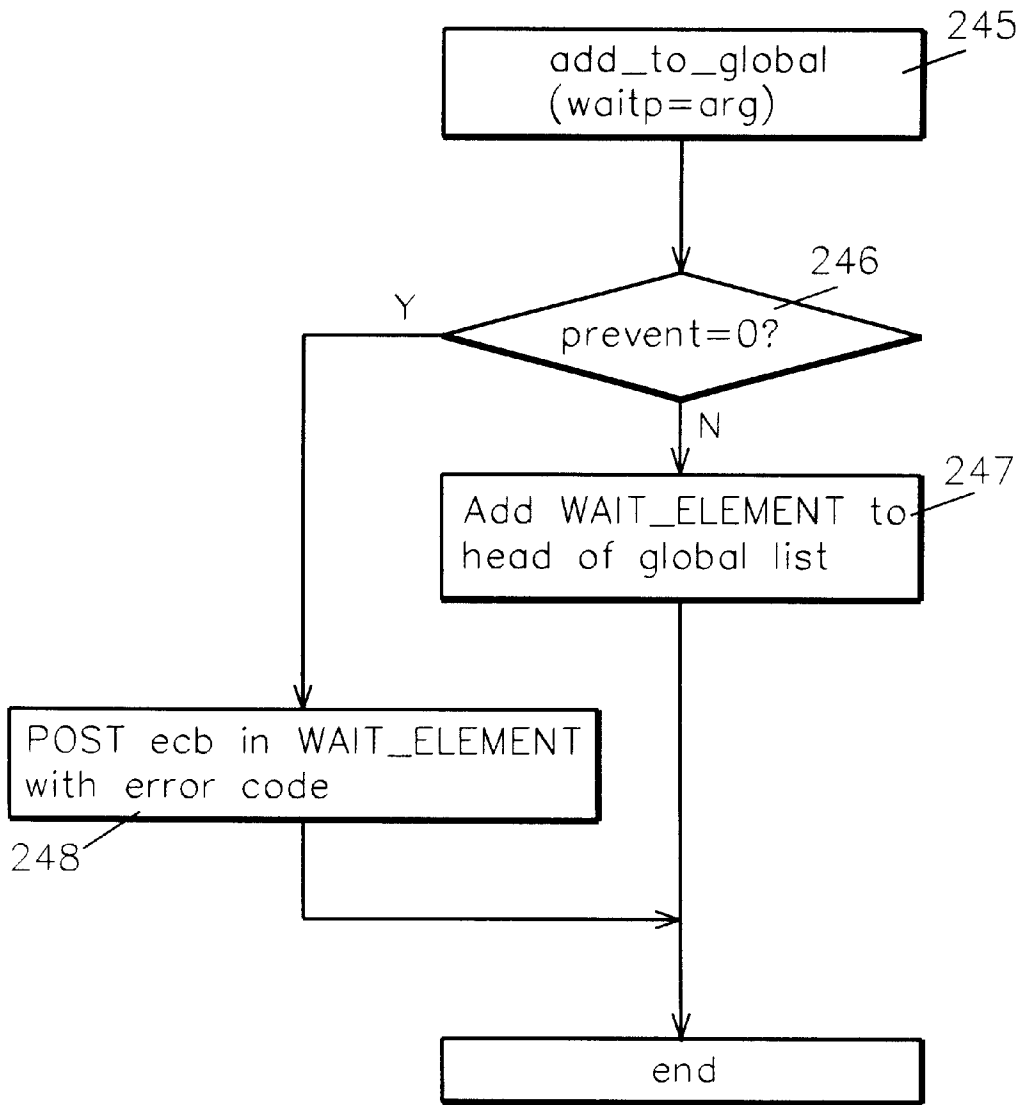 245
add_to_global
(waitp=arg)
246
Y
prevent=0?
N
247
Add WAIT_ELEMENT to
head of global list
POST ecb in WAIT_ELEMENT
with error code
248
end